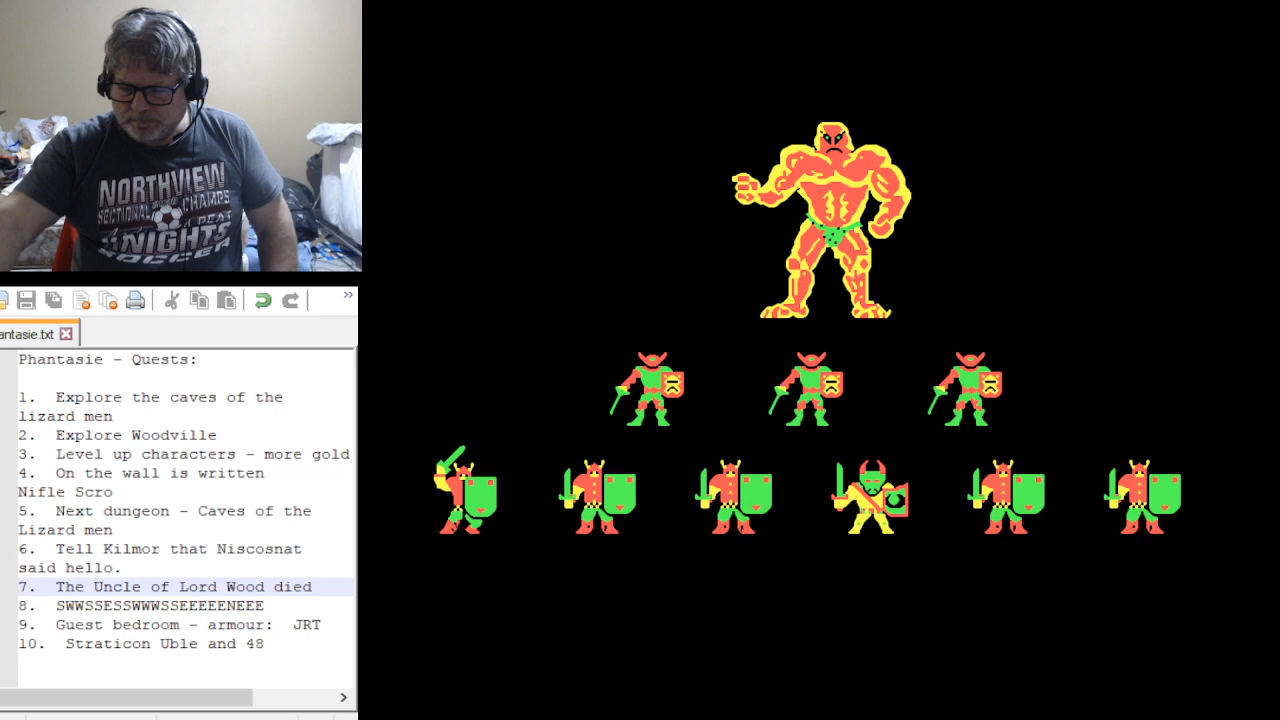 NORTHVIEW
SECTIONAL CHAMPS
KNIGHTS
SOCCER
»
antasie.txt
Phantasie - Quests:
1. Explore the caves of the
lizard men
2. Explore Woodville
3. Level up characters - more gold
4. On the wall is written
Nifle Scro
5. Next dungeon - Caves of the
Lizard men
6. Tell Kilmor that Niscosnat
said hello.
7. The Uncle of Lord Wood died
8. SWWSSESSWWWSSEEEEENEEE
9. Guest bedroom - armour: JRT
10. Straticon Uble and 48